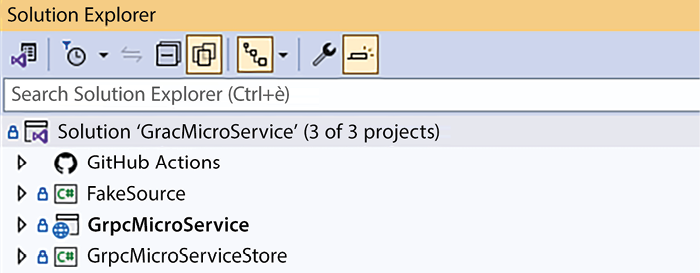 Solution Explorer
Search Solution Explorer (Ctrl+è)
Solution ‘GracMicroService’ (3 of 3 projects)
GitHub Actions
C# FakeSource
GrpcMicroService
C# GrpcMicroServiceStore